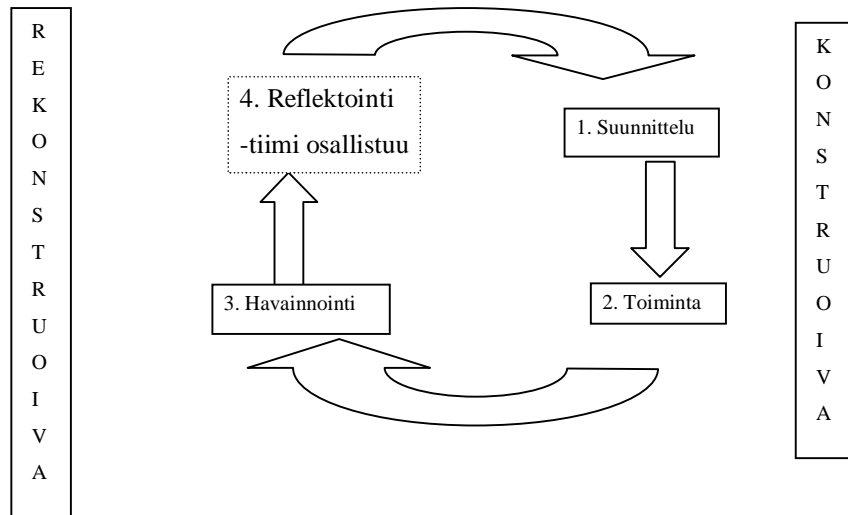 REKONSTRUOIVA
4. Reflektointi
-tiimi osallistuu
1. Suunnittelu
3. Havainnointi
2. Toiminta
KONSTRUOIVA